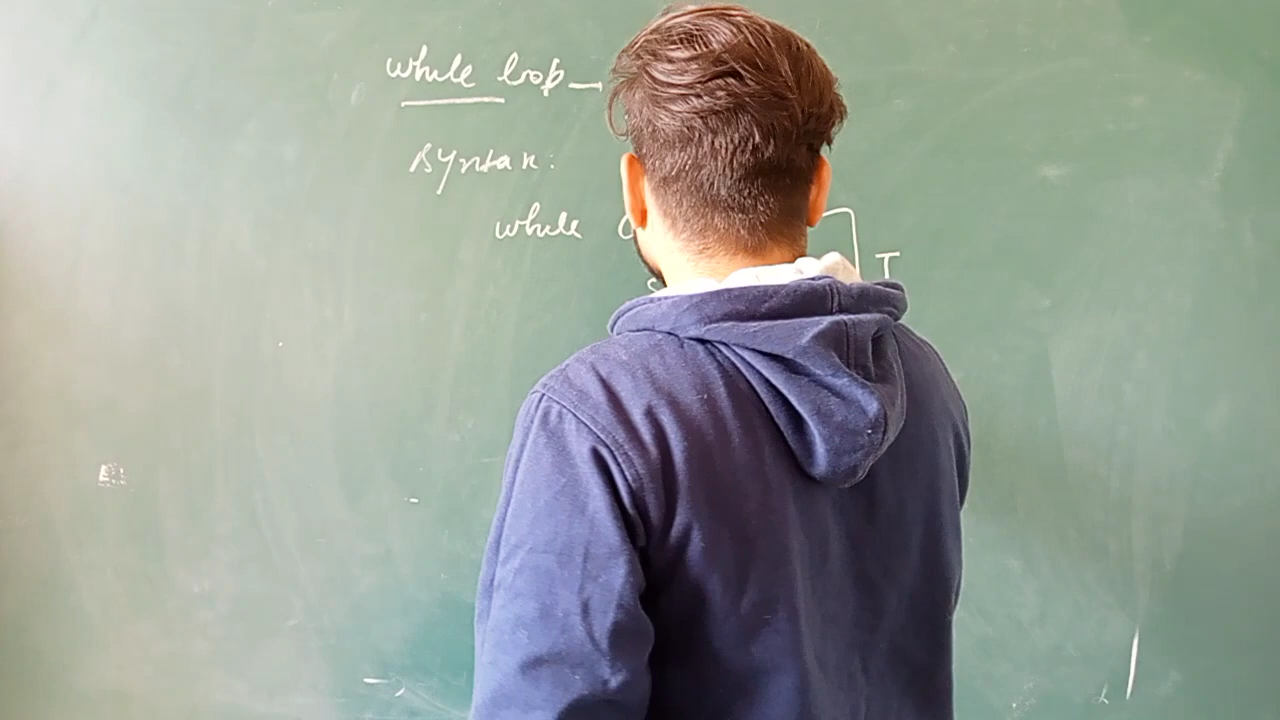 while loop →
Syntax:
while (
T